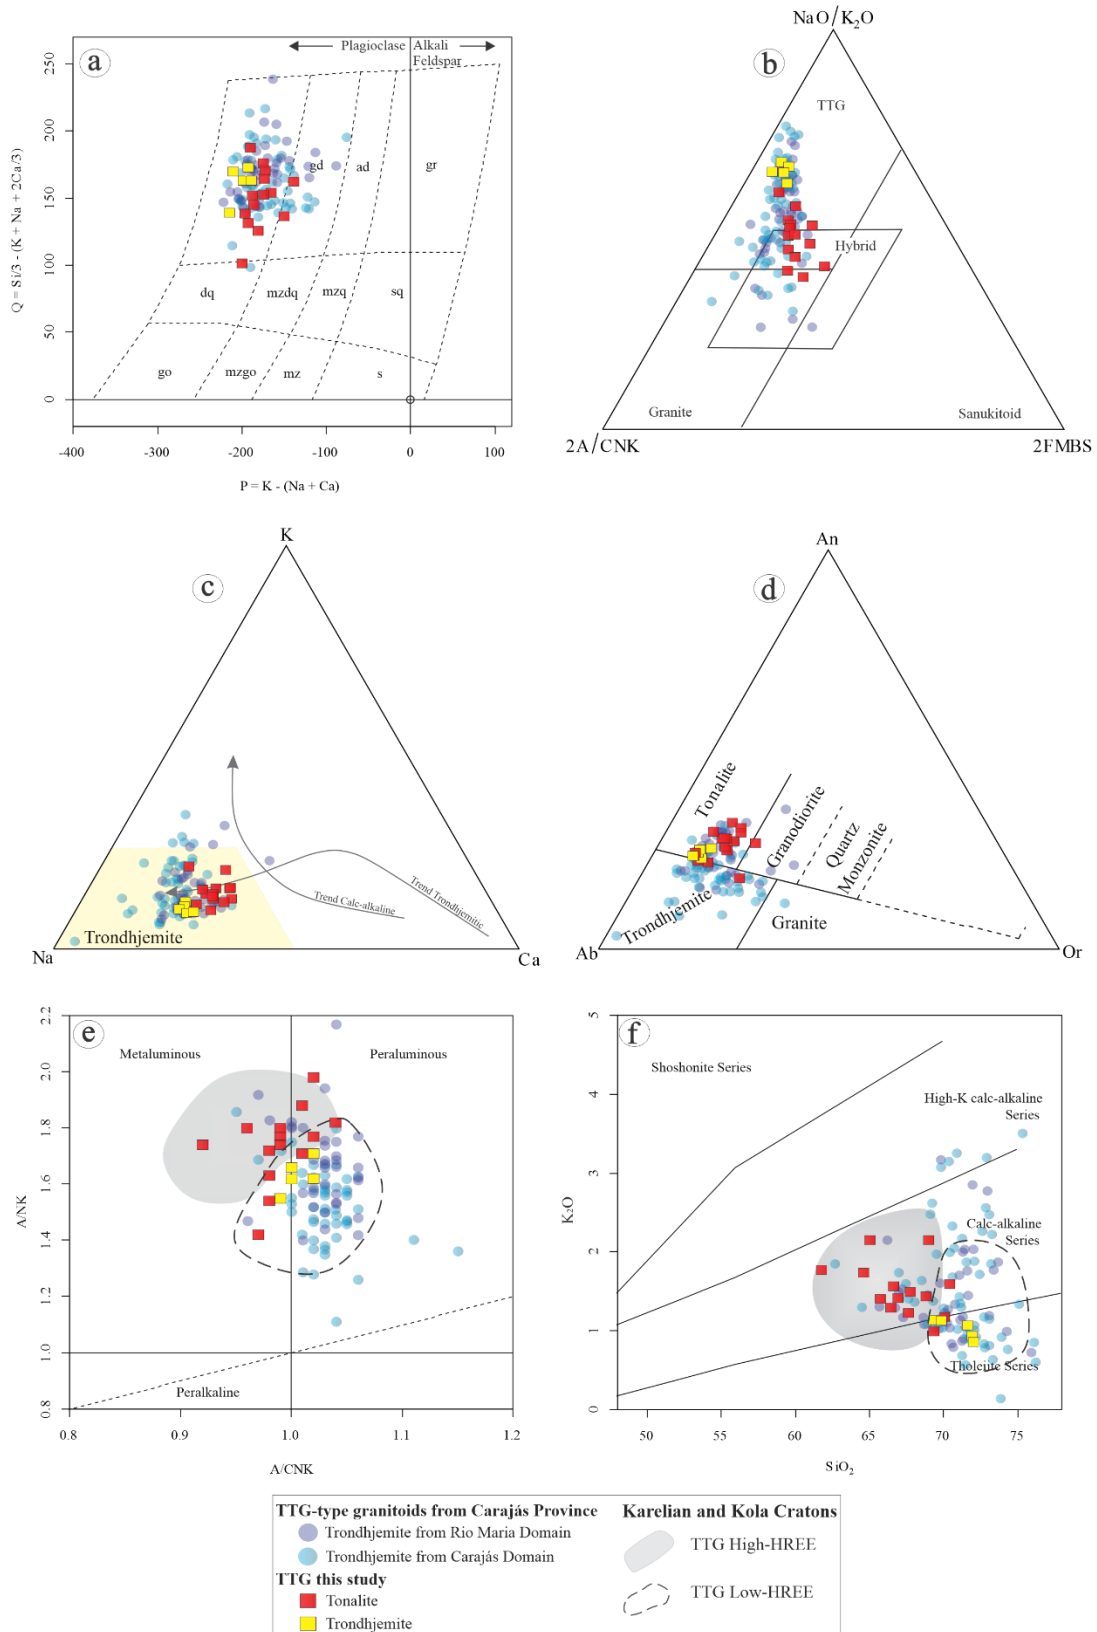 a
Plagioclase
Alkali
Feldspar
Q = Si/3 - (K + Na + 2Ca/3)
250
200
150
100
50
0
gd
ad
gr
dq
mzdq
mzq
sq
go
mzgo
mz
s
-400
-300
-200
-100
0
100
P = K - (Na + Ca)
b
NaO/K₂O
TTG
Hybrid
Granite
Sanukitoid
2A/CNK
2FMBS
c
K
Trend Calc-alkaline
Trend Trondhjemitic
Trondhjemite
Na
Ca
d
An
Tonalite
Granodiorite
Quartz
Monzonite
Trondhjemite
Granite
Ab
Or
e
A/NK
2.2
2.0
1.8
1.6
1.4
1.2
1.0
0.8
Metaluminous
Peraluminous
Peralkaline
0.8
0.9
1.0
1.1
1.2
A/CNK
f
K₂O
5
4
3
2
1
0
Shoshonite Series
High-K calc-alkaline
Series
Calc-alkaline
Series
Tholeiite Series
50
55
60
65
70
75
SiO₂
TTG-type granitoids from Carajás Province
Trondhjemite from Rio Maria Domain
Trondhjemite from Carajás Domain
TTG this study
Tonalite
Trondhjemite
Karelian and Kola Cratons
TTG High-HREE
TTG Low-HREE